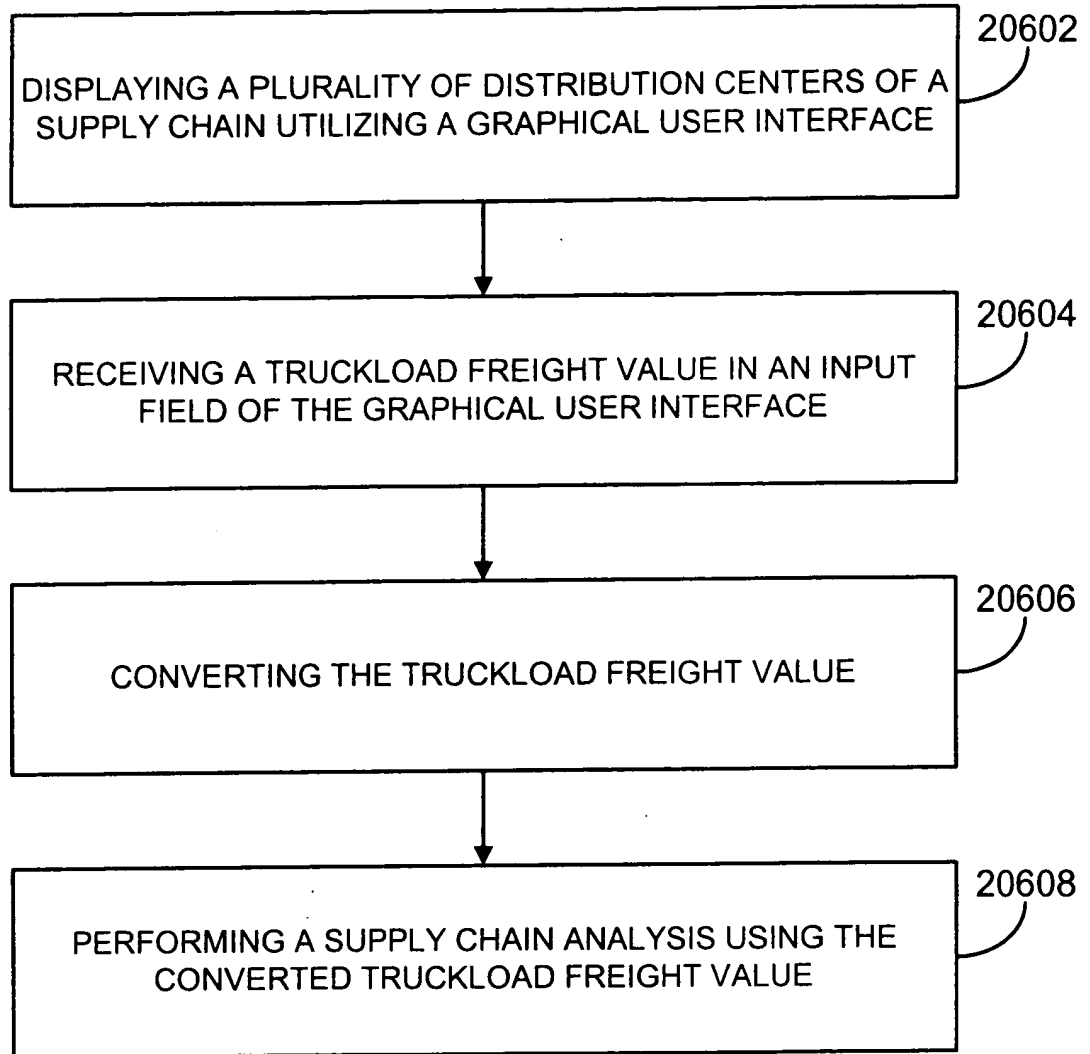 20602
DISPLAYING A PLURALITY OF DISTRIBUTION CENTERS OF A
SUPPLY CHAIN UTILIZING A GRAPHICAL USER INTERFACE
20604
RECEIVING A TRUCKLOAD FREIGHT VALUE IN AN INPUT
FIELD OF THE GRAPHICAL USER INTERFACE
20606
CONVERTING THE TRUCKLOAD FREIGHT VALUE
20608
PERFORMING A SUPPLY CHAIN ANALYSIS USING THE
CONVERTED TRUCKLOAD FREIGHT VALUE